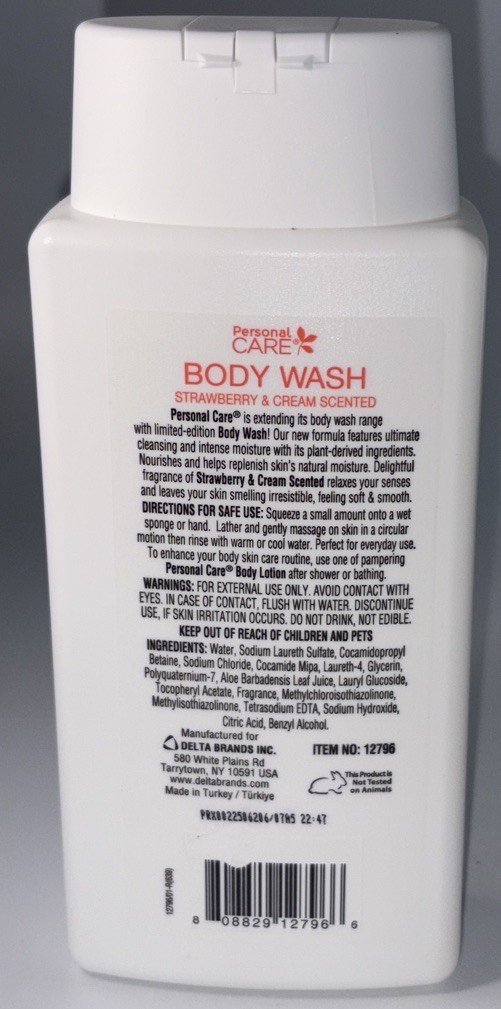 Personal
CARE®
BODY WASH
STRAWBERRY & CREAM SCENTED
Personal Care® is extending its body wash range
with limited-edition Body Wash! Our new formula features ultimate
cleansing and intense moisture with its plant-derived ingredients.
Nourishes and helps replenish skin's natural moisture. Delightful
fragrance of Strawberry & Cream Scented relaxes your senses
and leaves your skin smelling irresistible, feeling soft & smooth.
DIRECTIONS FOR SAFE USE: Squeeze a small amount onto a wet
sponge or hand. Lather and gently massage on skin in a circular
motion then rinse with warm or cool water. Perfect for everyday use.
To enhance your body skin care routine, use one of pampering
Personal Care® Body Lotion after shower or bathing.
WARNINGS: FOR EXTERNAL USE ONLY. AVOID CONTACT WITH
EYES. IN CASE OF CONTACT, FLUSH WITH WATER. DISCONTINUE
USE, IF SKIN IRRITATION OCCURS. DO NOT DRINK, NOT EDIBLE.
KEEP OUT OF REACH OF CHILDREN AND PETS
INGREDIENTS: Water, Sodium Laureth Sulfate, Cocamidopropyl
Betaine, Sodium Chloride, Cocamide Mipa, Laureth-4, Glycerin,
Polyquaternium-7, Aloe Barbadensis Leaf Juice, Lauryl Glucoside,
Tocopheryl Acetate, Fragrance, Methylchloroisothiazolinone,
Methylisothiazolinone, Tetrasodium EDTA, Sodium Hydroxide,
Citric Acid, Benzyl Alcohol.
Manufactured for
DELTA BRANDS INC.
580 White Plains Rd
Tarrytown, NY 10591 USA
www.deltabrands.com
Made in Turkey / Türkiye
ITEM NO: 12796
This Product is
Not Tested
on Animals
22:47
8 08829 12796 6